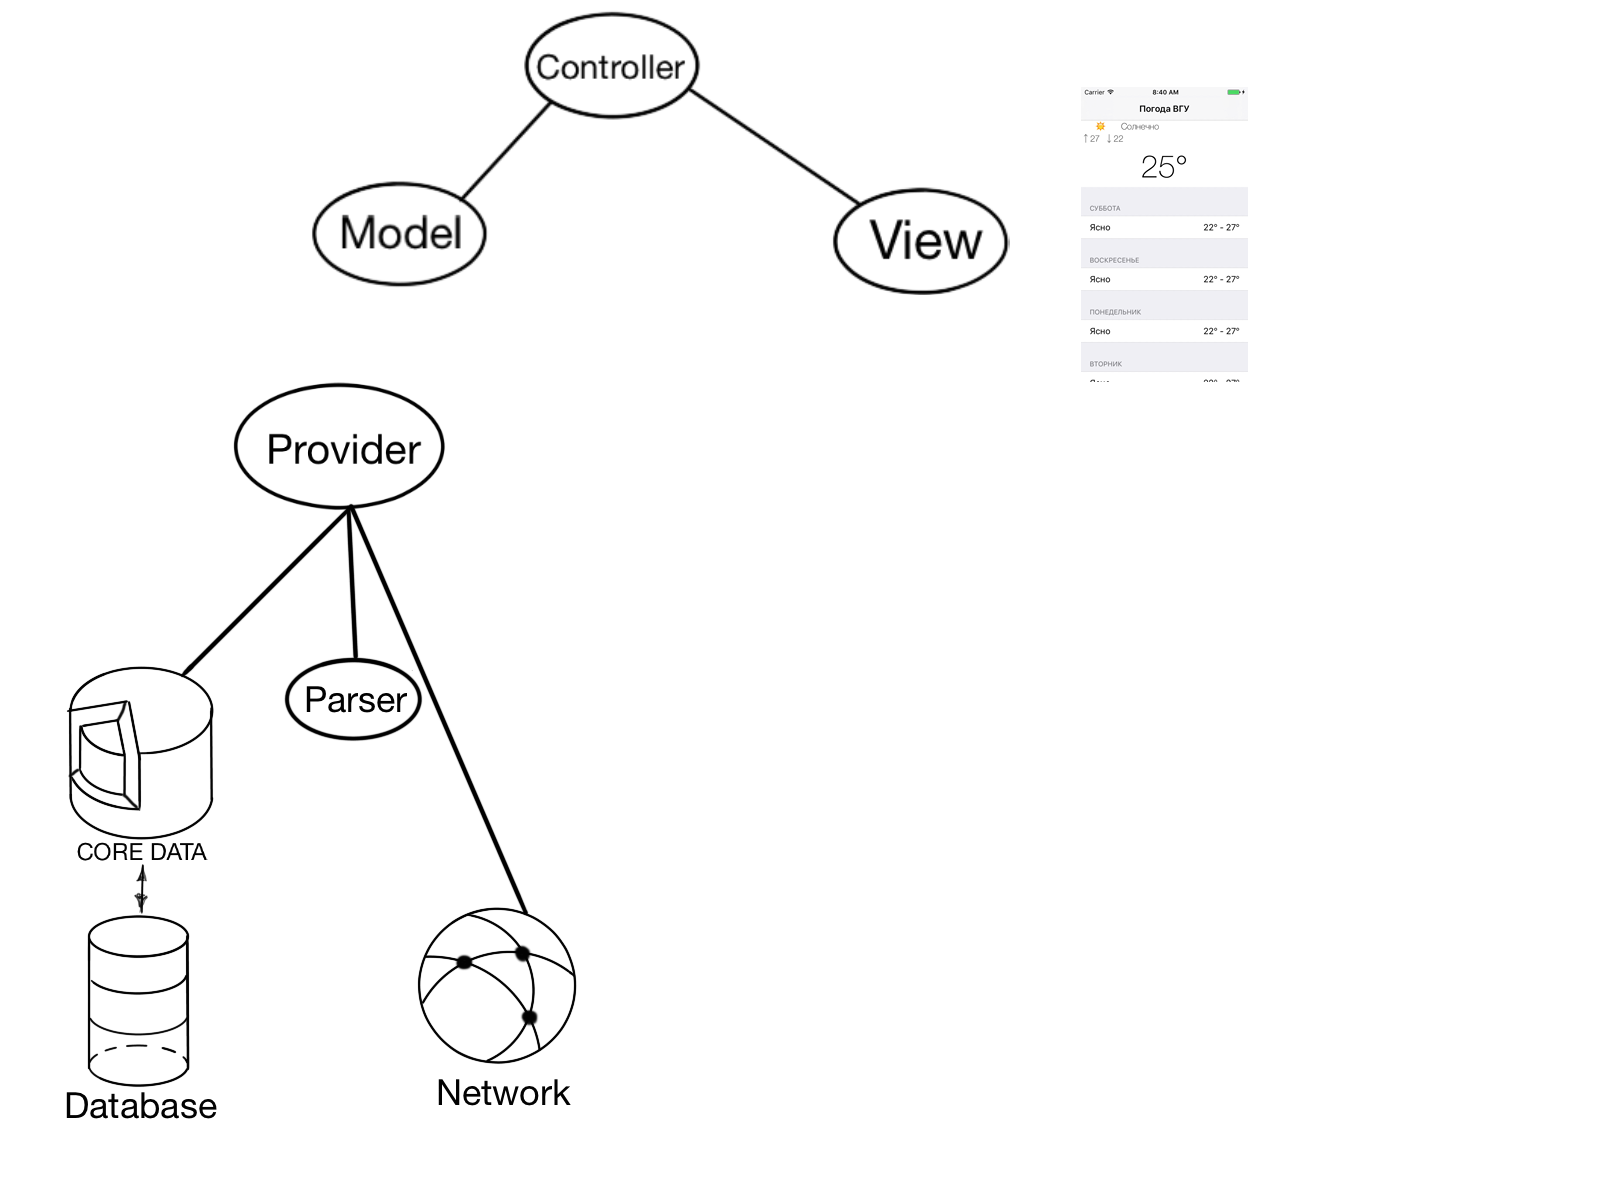 Controller
Model
View
Carrier 8:40 AM
Погода ВГУ
Солнечно
↑27 ↓22
25°
СУББОТА
Ясно 22° - 27°
ВОСКРЕСЕНЬЕ
Ясно 22° - 27°
ПОНЕДЕЛЬНИК
Ясно 22° - 27°
ВТОРНИК
Provider
Parser
CORE DATA
Database
Network